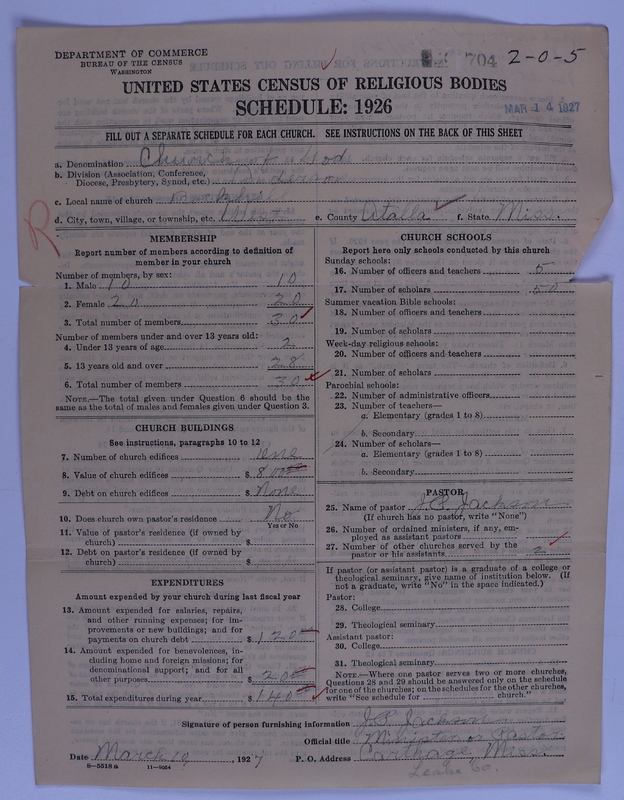 DEPARTMENT OF COMMERCE
BUREAU OF THE CENSUS
WASHINGTON
704 2-0-5
UNITED STATES CENSUS OF RELIGIOUS BODIES
SCHEDULE: 1926
MAR 14 1927
FILL OUT A SEPARATE SCHEDULE FOR EACH CHURCH. SEE INSTRUCTIONS ON THE BACK OF THIS SHEET
a. Denomination Church of God
b. Division (Association, Conference,
Diocese, Presbytery, Synod, etc.)
c. Local name of church
d. City, town, village, or township, etc. e. County Atalla f. State Miss.
R
MEMBERSHIP
Report number of members according to definition of
member in your church
Number of members, by sex:
1. Male 10 10
2. Female 20 20
3. Total number of members 30
Number of members under and over 13 years old:
4. Under 13 years of age 2
5. 13 years old and over 28
6. Total number of members 30
NOTE.—The total given under Question 6 should be
same as the total of males and females given under Question 3.
CHURCH BUILDINGS
See instructions, paragraphs 10 to 12
7. Number of church edifices one
8. Value of church edifices $ 800
9. Debt on church edifices $ None
10. Does church own pastor's residence No
Yes or No
11. Value of pastor's residence (if owned by
church) $
12. Debt on pastor's residence (if owned by
church) $
EXPENDITURES
Amount expended by your church during last fiscal year
13. Amount expended for salaries, repairs,
and other running expenses; for im-
provements or new buildings; and for
payments on church debt $ 120
14. Amount expended for benevolences, in-
cluding home and foreign missions; for
denominational support; and for all
other purposes $ 20
15. Total expenditures during year $ 140
CHURCH SCHOOLS
Report here only schools conducted by this church
Sunday schools:
16. Number of officers and teachers 5
17. Number of scholars 50
Summer vacation Bible schools:
18. Number of officers and teachers
19. Number of scholars
Week-day religious schools:
20. Number of officers and teachers
21. Number of scholars
Parochial schools:
22. Number of administrative officers
23. Number of teachers—
a. Elementary (grades 1 to 8)
b. Secondary
24. Number of scholars—
a. Elementary (grades 1 to 8)
b. Secondary
PASTOR
25. Name of pastor J.P. Jackson
(If church has no pastor, write "None")
26. Number of ordained ministers, if any, em-
ployed as assistant pastors
27. Number of other churches served by the
pastor or his assistants 2
If pastor (or assistant pastor) is a graduate of a college or
theological seminary, give name of institution below. (If
not a graduate, write "No" in the space indicated.)
Pastor:
28. College
29. Theological seminary
Assistant pastor:
30. College
31. Theological seminary
NOTE.—Where one pastor serves two or more churches,
Questions 28 and 29 should be answered only on the schedule
for one of the churches; on the schedules for the other churches,
write "See schedule for church."
Signature of person furnishing information J.P. Jackson
Official title Minister or Pastor
Date March 10, 1927 P. O. Address Carthage, Miss
8—5518 a 11—9054 Leake Co.